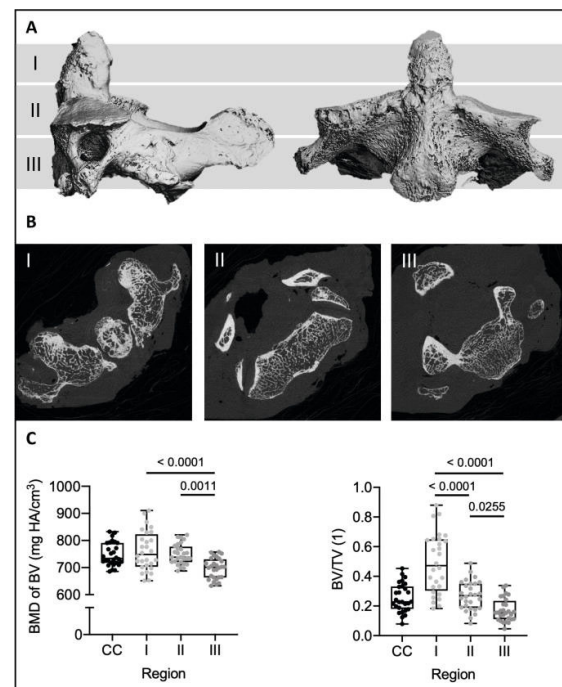 A
I
II
III
B
I
II
III
C
< 0.0001
0.0011
BMD of BV (mg HA/cm³)
1000
900
800
700
600
0
CC I II III
Region
< 0.0001
< 0.0001
0.0255
BV/TV (1)
1.0
0.8
0.6
0.4
0.2
0.0
CC I II III
Region